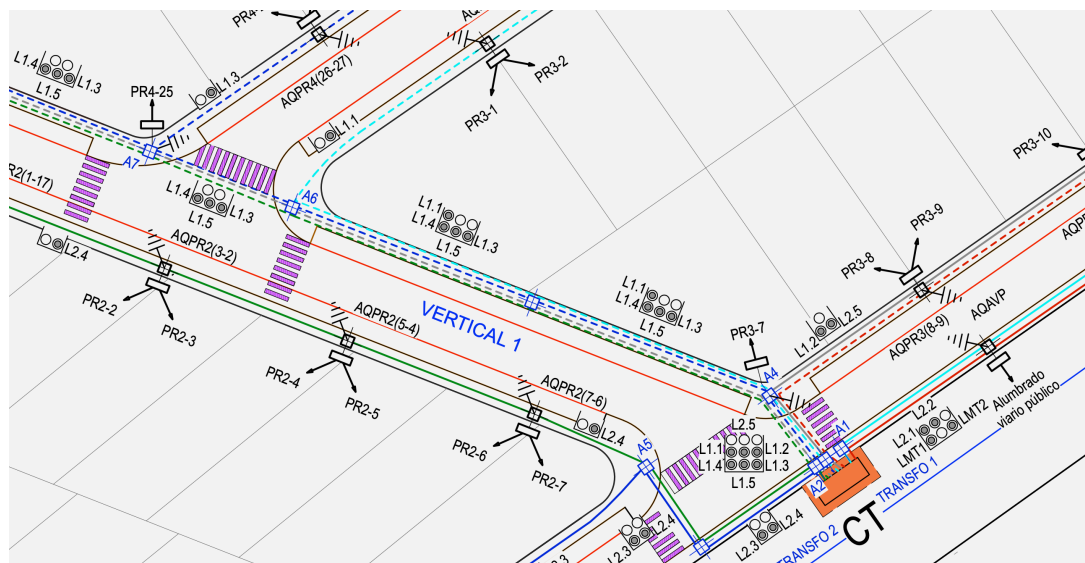 PR4-
L1.4
L1.3
L1.5
PR4-25
L1.3
AQPR4(26-27)
PR3-2
PR3-1
L1.1
A7
A6
L1.4
L1.3
L1.5
L1.1
L1.4
L1.3
L1.5
PR3-10
PR3-9
PR3-8
R2(1-17)
AQPR2(3-2)
L2.4
PR2-2
PR2-3
AQPR2(5-4)
VERTICAL 1
L1.1
L1.4
L1.3
L1.5
L1.2
L2.5
AQAVP
AQPR3(8-9)
PR3-7
A4
PR2-4
PR2-5
AQPR2(7-6)
L2.4
PR2-6
PR2-7
A5
L2.5
L1.1
L1.2
L1.4
L1.3
L1.5
A1
A2
L2.2
L2.1
LMT2
LMT1
Alumbrado
viario público
TRANSFO 1
TRANSFO 2
CT
L2.3
L2.4
L2.3
L2.4